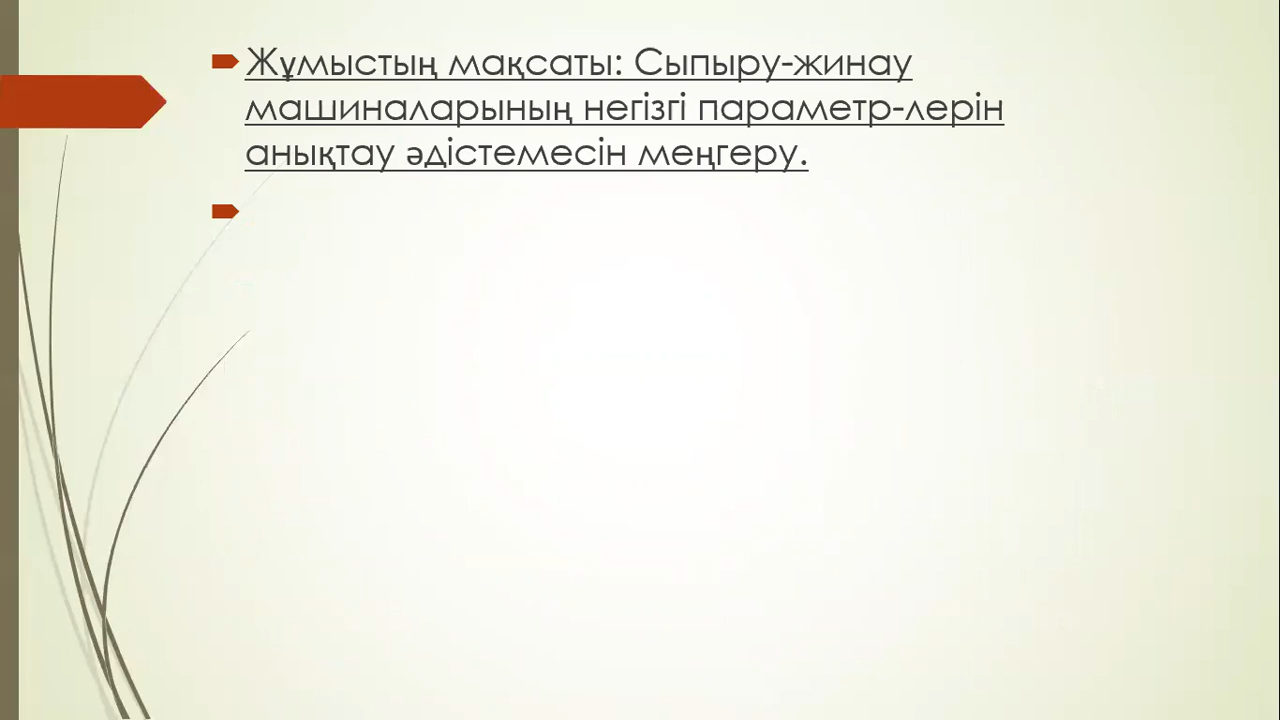 Жұмыстың мақсаты: Сыпыру-жинау
машиналарының негізгі параметр-лерін
анықтау әдістемесін меңгеру.